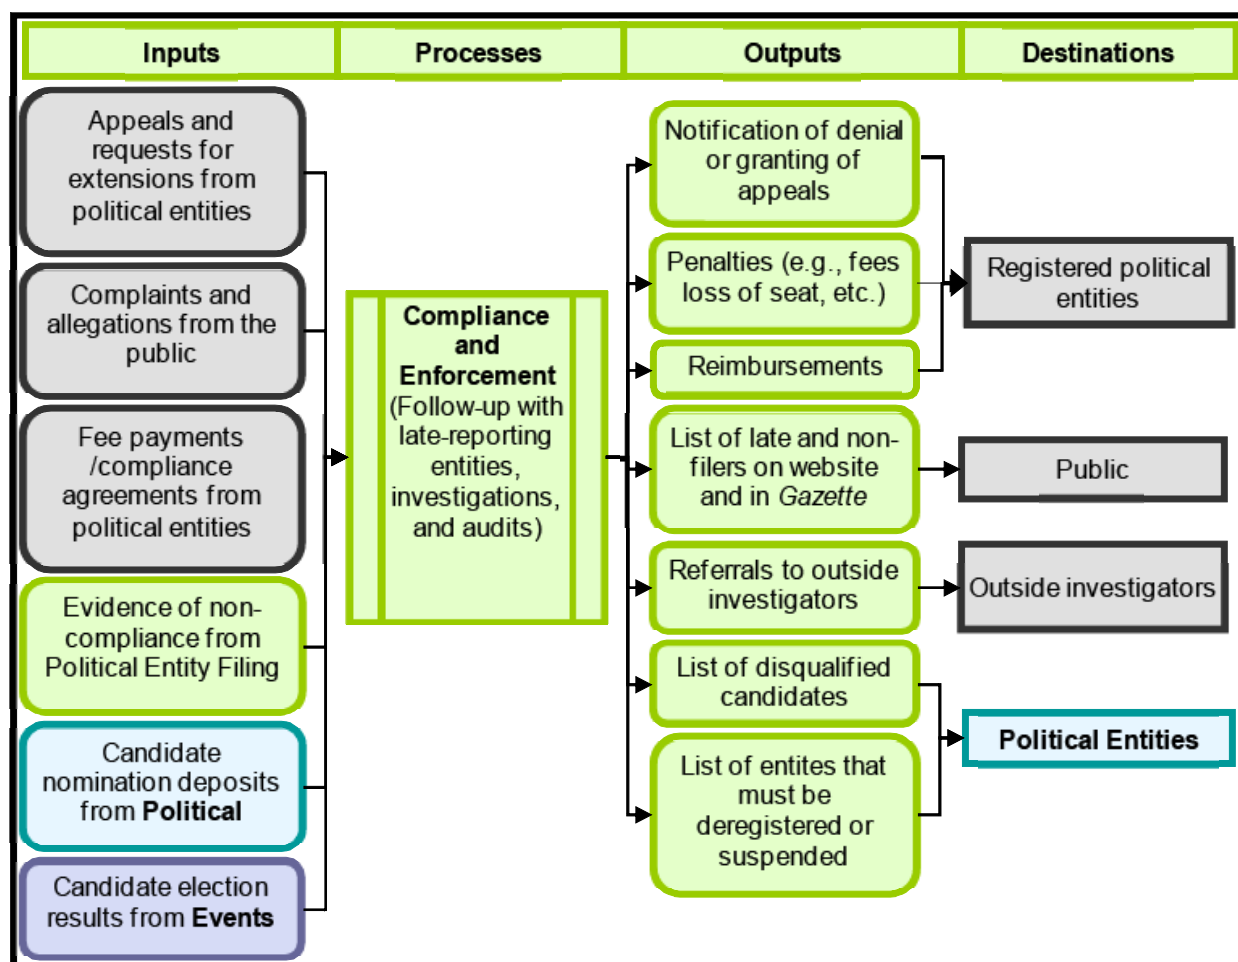 Inputs
Processes
Outputs
Destinations
Appeals and
requests for
extensions from
political entities
Complaints and
allegations from the
public
Fee payments
/compliance
agreements from
political entities
Evidence of non-
compliance from
Political Entity Filing
Candidate
nomination deposits
from Political
Candidate election
results from Events
Compliance
and
Enforcement
(Follow-up with
late-reporting
entities,
investigations,
and audits)
Notification of denial
or granting of
appeals
Penalties (e.g., fees
loss of seat, etc.)
Reimbursements
List of late and non-
filers on website
and in Gazette
Referrals to outside
investigators
List of disqualified
candidates
List of entites that
must be
deregistered or
suspended
Registered political
entities
Public
Outside investigators
Political Entities